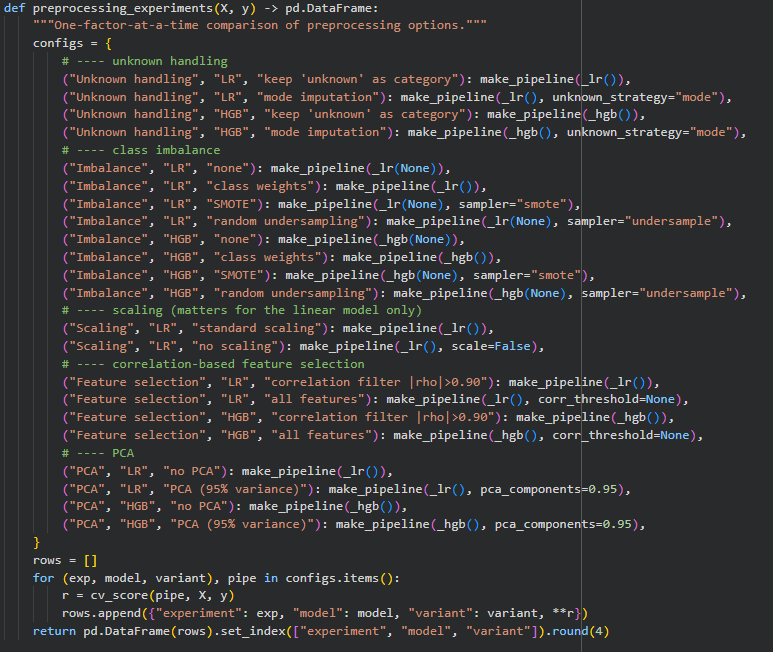 def preprocessing_experiments(X, y) -> pd.DataFrame:
    """One-factor-at-a-time comparison of preprocessing options."""
    configs = {
        # ---- unknown handling
        ("Unknown handling", "LR", "keep 'unknown' as category"): make_pipeline(_lr()),
        ("Unknown handling", "LR", "mode imputation"): make_pipeline(_lr(), unknown_strategy="mode"),
        ("Unknown handling", "HGB", "keep 'unknown' as category"): make_pipeline(_hgb()),
        ("Unknown handling", "HGB", "mode imputation"): make_pipeline(_hgb(), unknown_strategy="mode"),
        # ---- class imbalance
        ("Imbalance", "LR", "none"): make_pipeline(_lr(None)),
        ("Imbalance", "LR", "class weights"): make_pipeline(_lr()),
        ("Imbalance", "LR", "SMOTE"): make_pipeline(_lr(None), sampler="smote"),
        ("Imbalance", "LR", "random undersampling"): make_pipeline(_lr(None), sampler="undersample"),
        ("Imbalance", "HGB", "none"): make_pipeline(_hgb(None)),
        ("Imbalance", "HGB", "class weights"): make_pipeline(_hgb()),
        ("Imbalance", "HGB", "SMOTE"): make_pipeline(_hgb(None), sampler="smote"),
        ("Imbalance", "HGB", "random undersampling"): make_pipeline(_hgb(None), sampler="undersample"),
        # ---- scaling (matters for the linear model only)
        ("Scaling", "LR", "standard scaling"): make_pipeline(_lr()),
        ("Scaling", "LR", "no scaling"): make_pipeline(_lr(), scale=False),
        # ---- correlation-based feature selection
        ("Feature selection", "LR", "correlation filter |rho|>0.90"): make_pipeline(_lr()),
        ("Feature selection", "LR", "all features"): make_pipeline(_lr(), corr_threshold=None),
        ("Feature selection", "HGB", "correlation filter |rho|>0.90"): make_pipeline(_hgb()),
        ("Feature selection", "HGB", "all features"): make_pipeline(_hgb(), corr_threshold=None),
        # ---- PCA
        ("PCA", "LR", "no PCA"): make_pipeline(_lr()),
        ("PCA", "LR", "PCA (95% variance)"): make_pipeline(_lr(), pca_components=0.95),
        ("PCA", "HGB", "no PCA"): make_pipeline(_hgb()),
        ("PCA", "HGB", "PCA (95% variance)"): make_pipeline(_hgb(), pca_components=0.95),
    }
    rows = []
    for (exp, model, variant), pipe in configs.items():
        r = cv_score(pipe, X, y)
        rows.append({"experiment": exp, "model": model, "variant": variant, **r})
    return pd.DataFrame(rows).set_index(["experiment", "model", "variant"]).round(4)